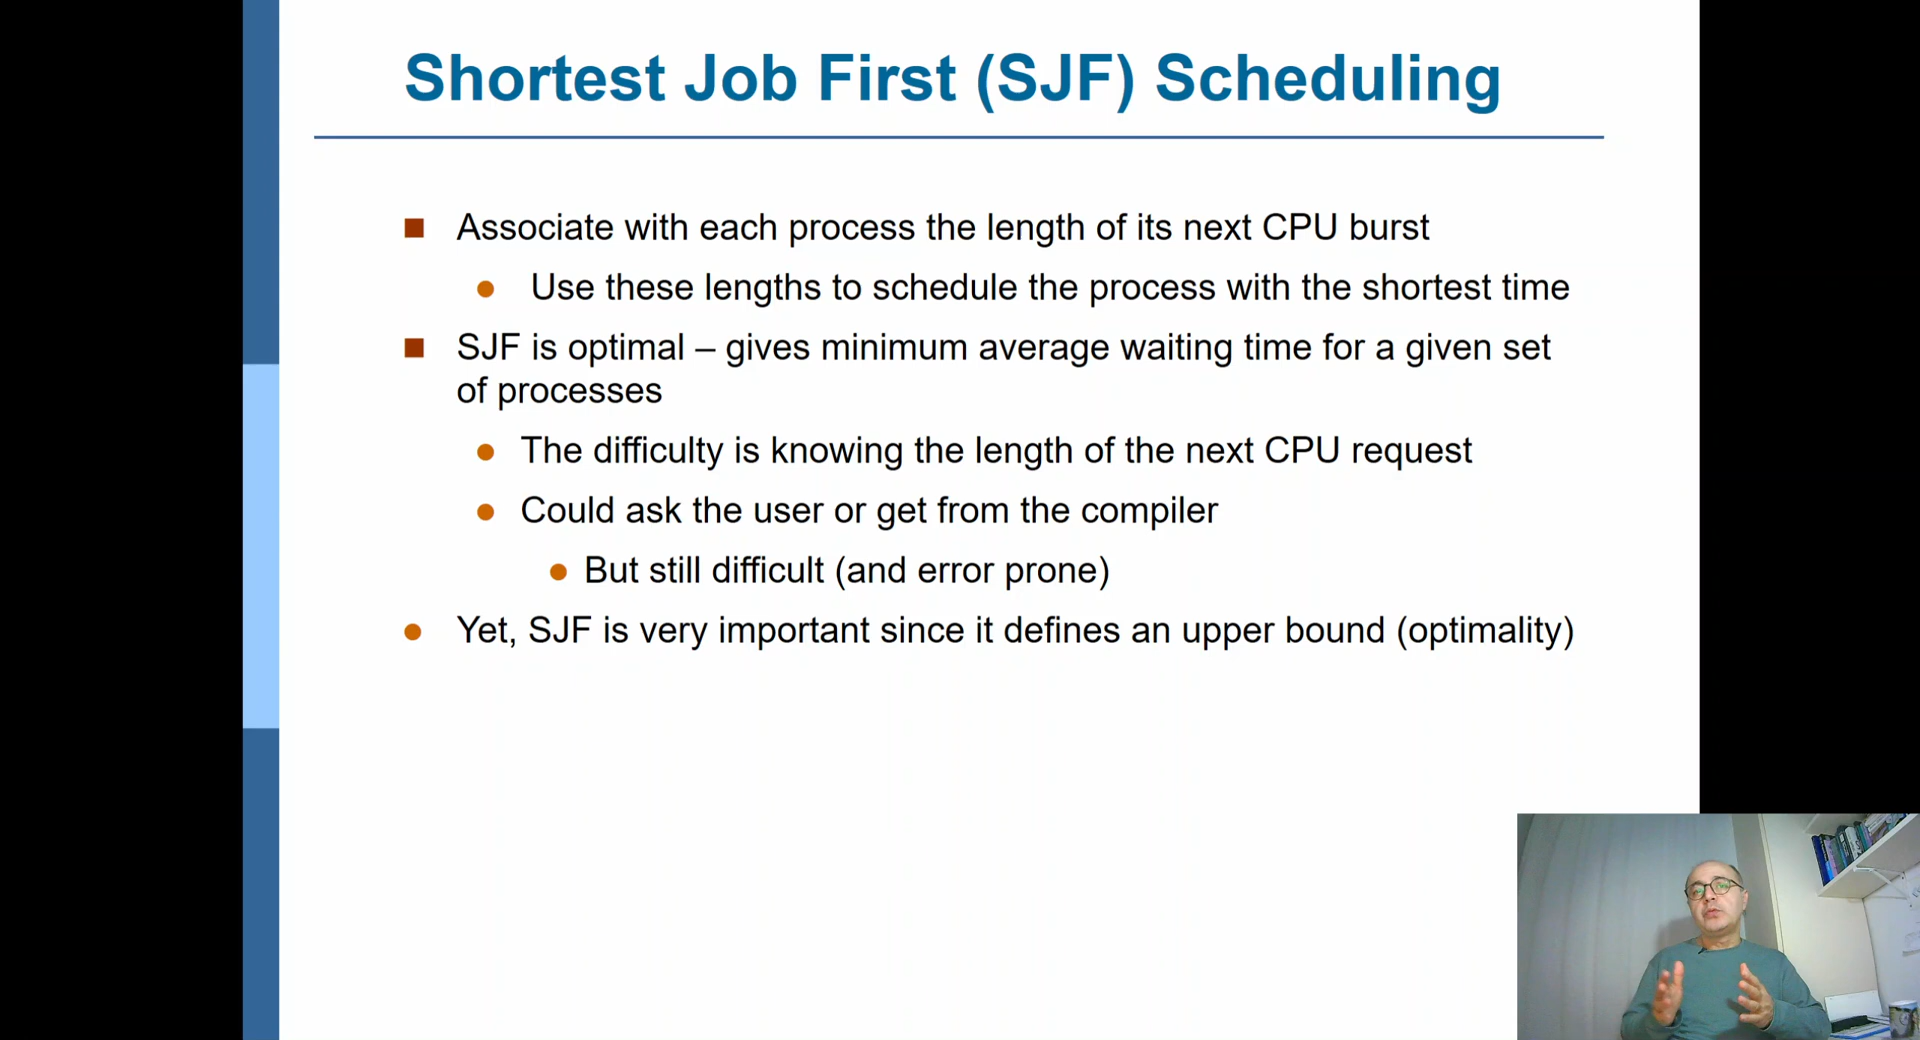 Shortest Job First (SJF) Scheduling
Associate with each process the length of its next CPU burst
Use these lengths to schedule the process with the shortest time
SJF is optimal – gives minimum average waiting time for a given set
of processes
The difficulty is knowing the length of the next CPU request
Could ask the user or get from the compiler
But still difficult (and error prone)
Yet, SJF is very important since it defines an upper bound (optimality)